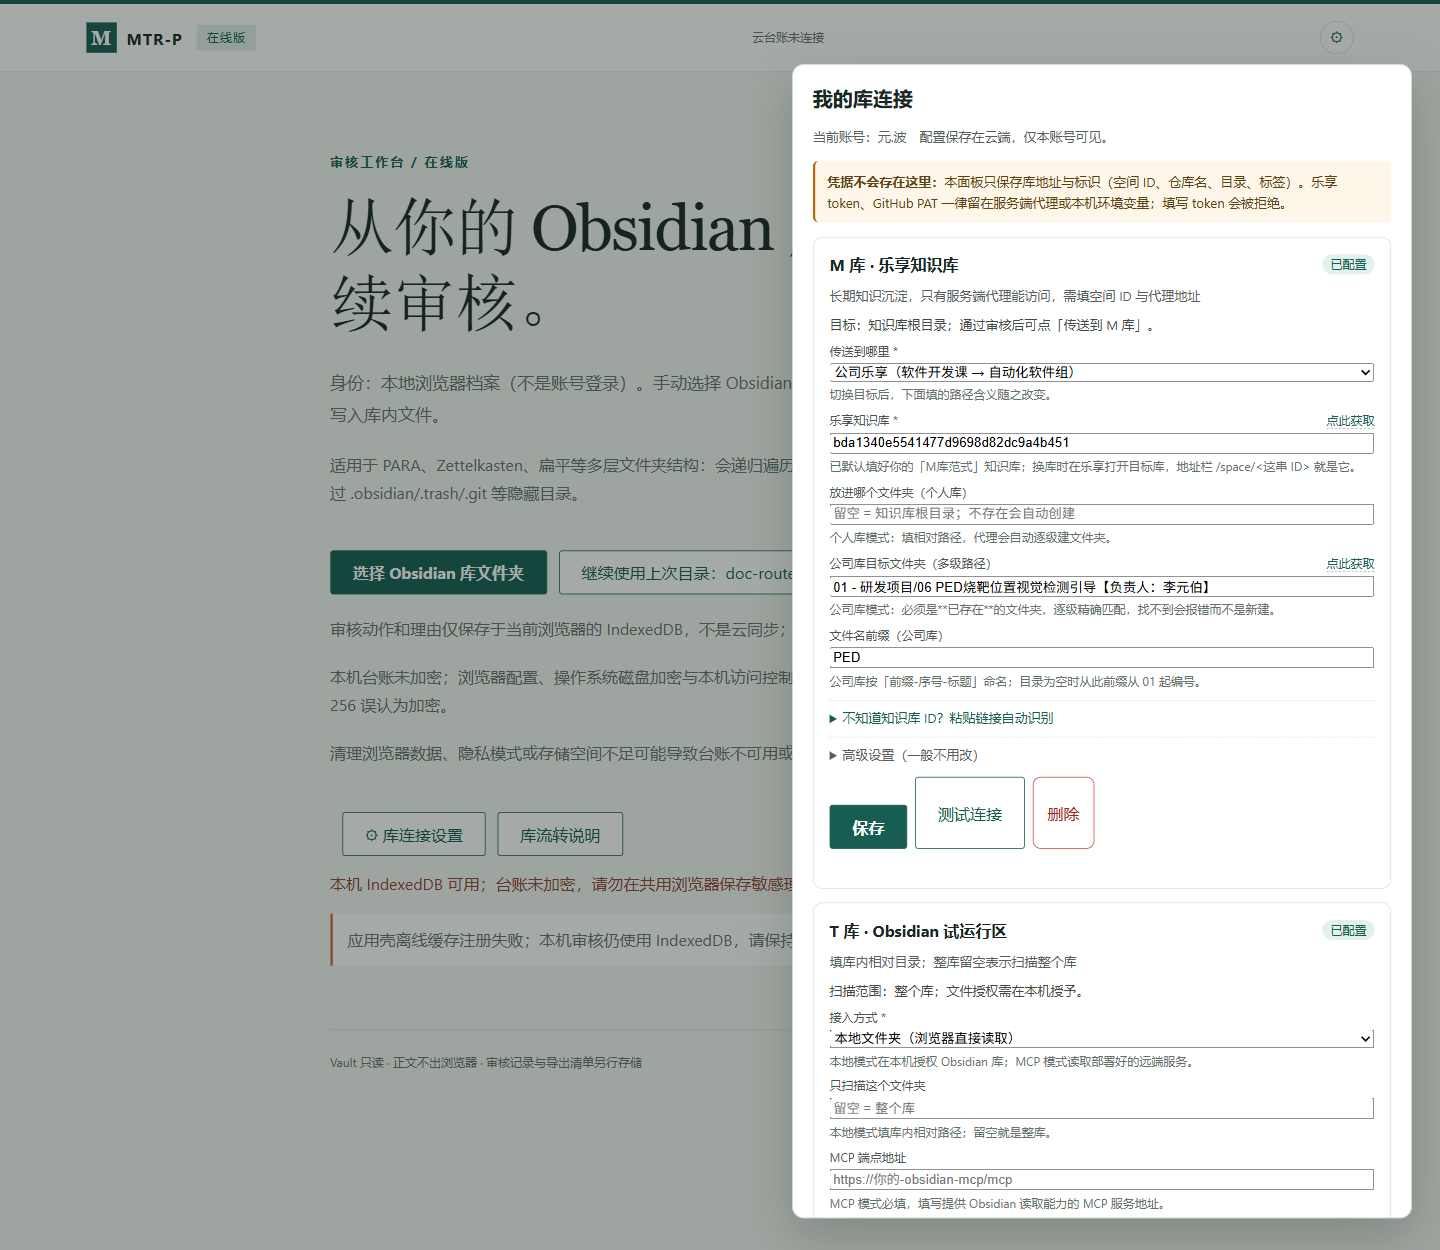 M MTR-P 在线版 云台账未连接 ⚙
审核工作台 / 在线版
从你的 Obsidian
续审核。
身份：本地浏览器档案（不是账号登录）。手动选择 Obsidian
写入库内文件。
适用于 PARA、Zettelkasten、扁平等多层文件夹结构：会递归遍历
过 .obsidian/.trash/.git 等隐藏目录。
选择 Obsidian 库文件夹
继续使用上次目录：doc-route
审核动作和理由仅保存于当前浏览器的 IndexedDB，不是云同步；
本机台账未加密；浏览器配置、操作系统磁盘加密与本机访问控制
256 误认为加密。
清理浏览器数据、隐私模式或存储空间不足可能导致台账不可用或
⚙ 库连接设置
库流转说明
本机 IndexedDB 可用；台账未加密，请勿在共用浏览器保存敏感理
应用壳离线缓存注册失败；本机审核仍使用 IndexedDB，请保持
Vault 只读 · 正文不出浏览器 · 审核记录与导出清单另行存储
我的库连接
当前账号：元.波 配置保存在云端，仅本账号可见。
凭据不会存在这里：本面板只保存库地址与标识（空间 ID、仓库名、目录、标签）。乐享
token、GitHub PAT 一律留在服务端代理或本机环境变量；填写 token 会被拒绝。
M 库 · 乐享知识库 已配置
长期知识沉淀，只有服务端代理能访问，需填空间 ID 与代理地址
目标：知识库根目录；通过审核后可点「传送到 M 库」。
传送到哪里 *
公司乐享（软件开发课 → 自动化软件组）
切换目标后，下面填的路径含义随之改变。
乐享知识库 * 点此获取
bda1340e5541477d9698d82dc9a4b451
已默认填好你的「M库范式」知识库；换库时在乐享打开目标库，地址栏 /space/<这串 ID> 就是它。
放进哪个文件夹（个人库）
留空 = 知识库根目录；不存在会自动创建
个人库模式：填相对路径，代理会自动逐级建文件夹。
公司库目标文件夹（多级路径） 点此获取
01 - 研发项目/06 PED烧靶位置视觉检测引导【负责人：李元伯】
公司库模式：必须是**已存在**的文件夹，逐级精确匹配，找不到会报错而不是新建。
文件名前缀（公司库）
PED
公司库按「前缀-序号-标题」命名；目录为空时从此前缀从 01 起编号。
▶ 不知道知识库 ID？粘贴链接自动识别
▶ 高级设置（一般不用改）
保存
测试连接
删除
T 库 · Obsidian 试运行区 已配置
填库内相对目录；整库留空表示扫描整个库
扫描范围：整个库；文件授权需在本机授予。
接入方式 *
本地文件夹（浏览器直接读取）
本地模式在本机授权 Obsidian 库；MCP 模式读取部署好的远端服务。
只扫描这个文件夹
留空 = 整个库
本地模式填库内相对路径；留空就是整库。
MCP 端点地址
https://你的-obsidian-mcp/mcp
MCP 模式必填，填写提供 Obsidian 读取能力的 MCP 服务地址。